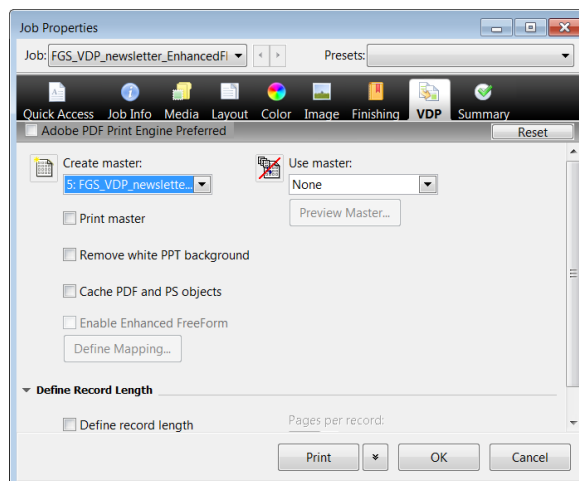 Job Properties
Job: FGS_VDP_newsletter_EnhancedFl Presets:
Quick Access Job Info Media Layout Color Image Finishing VDP Summary
Adobe PDF Print Engine Preferred Reset
Create master: Use master:
5: FGS_VDP_newslette... None
Print master Preview Master...
Remove white PPT background
Cache PDF and PS objects
Enable Enhanced FreeForm
Define Mapping...
Define Record Length
Define record length Pages per record:
Print OK Cancel